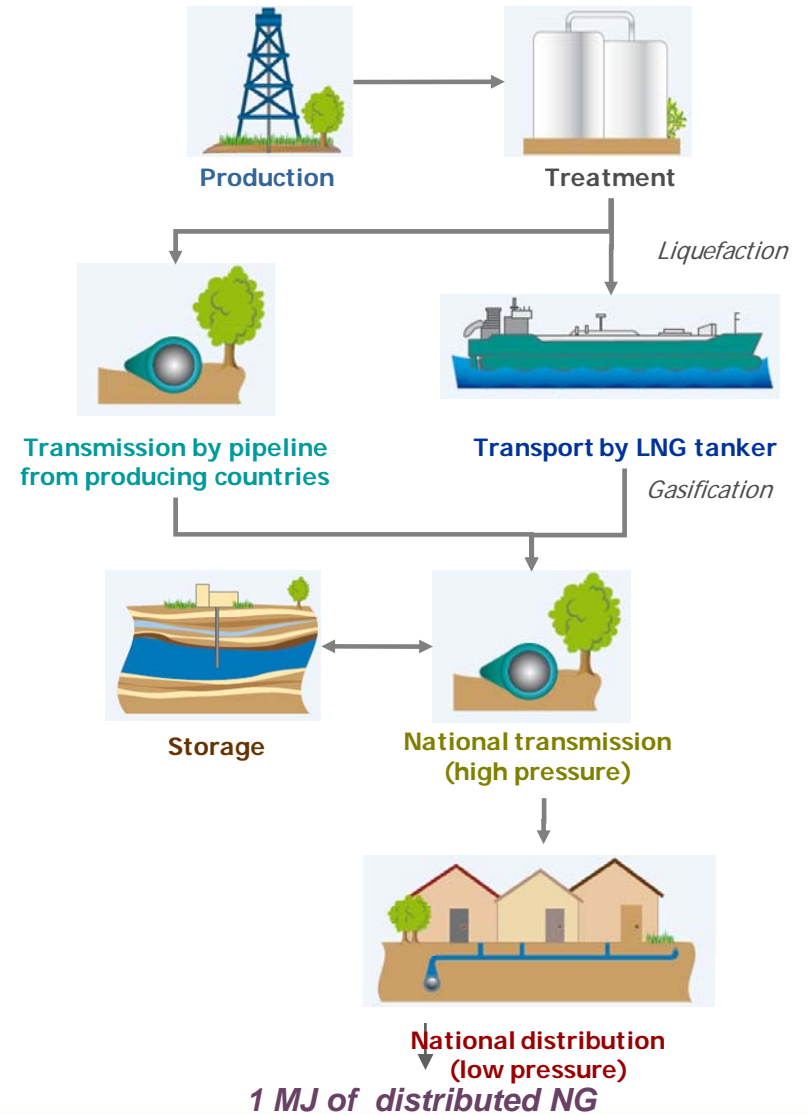 Production
Treatment
Liquefaction
Transmission by pipeline
from producing countries
Transport by LNG tanker
Gasification
Storage
National transmission
(high pressure)
National distribution
(low pressure)
1 MJ of distributed NG